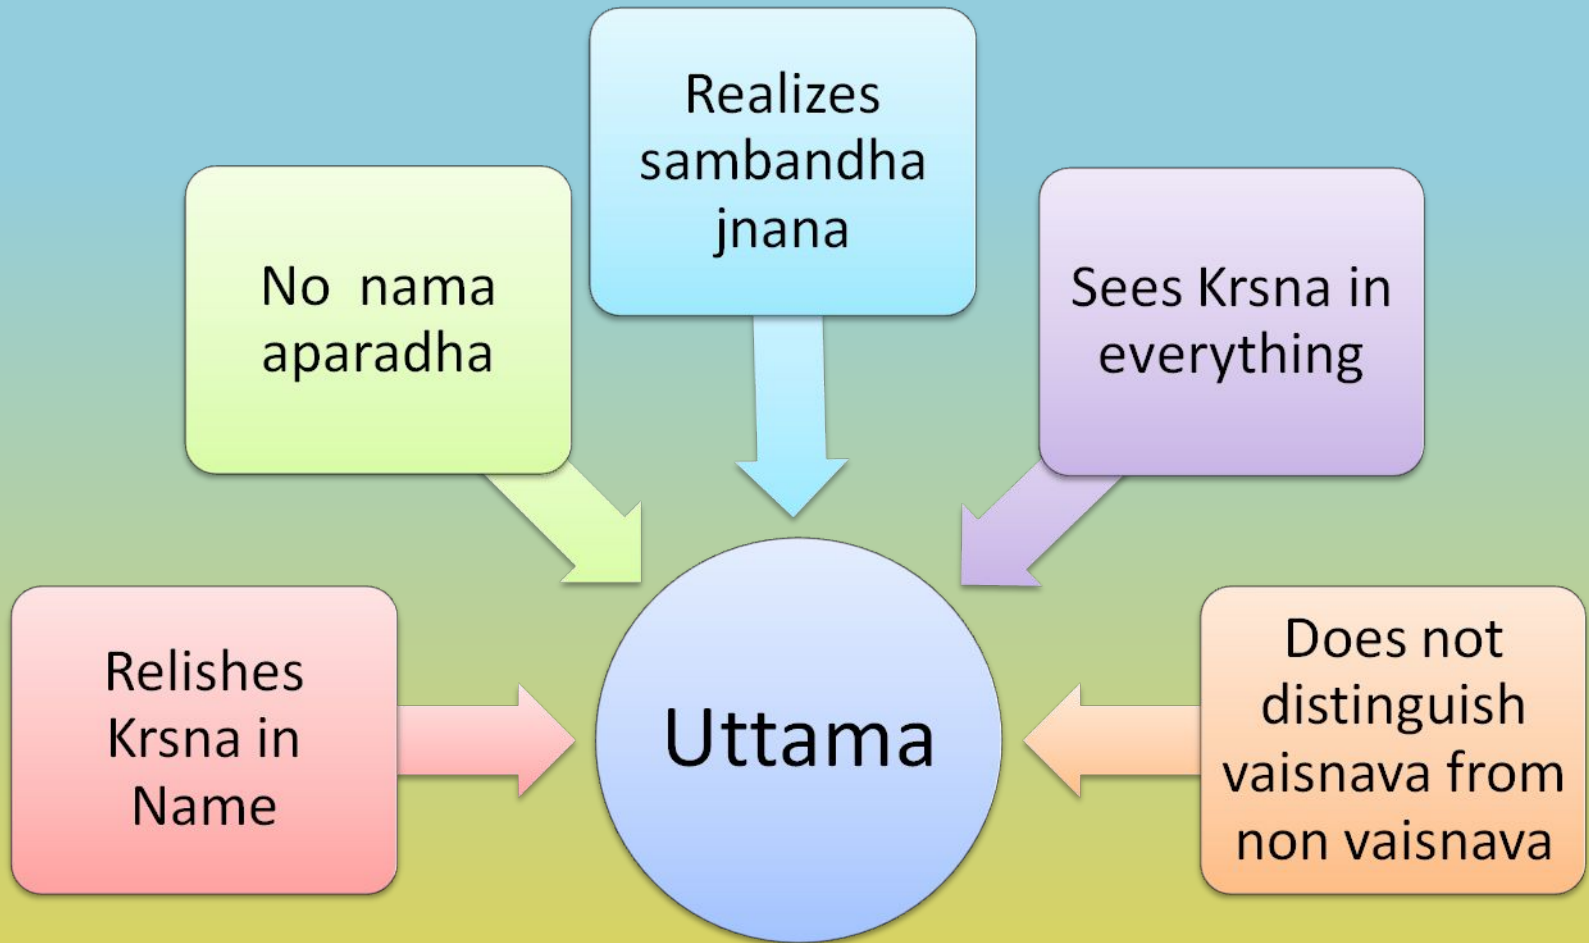 Relishes
Krsna in
Name
No nama
aparadha
Realizes
sambandha
jnana
Sees Krsna in
everything
Does not
distinguish
vaisnava from
non vaisnava
Uttama